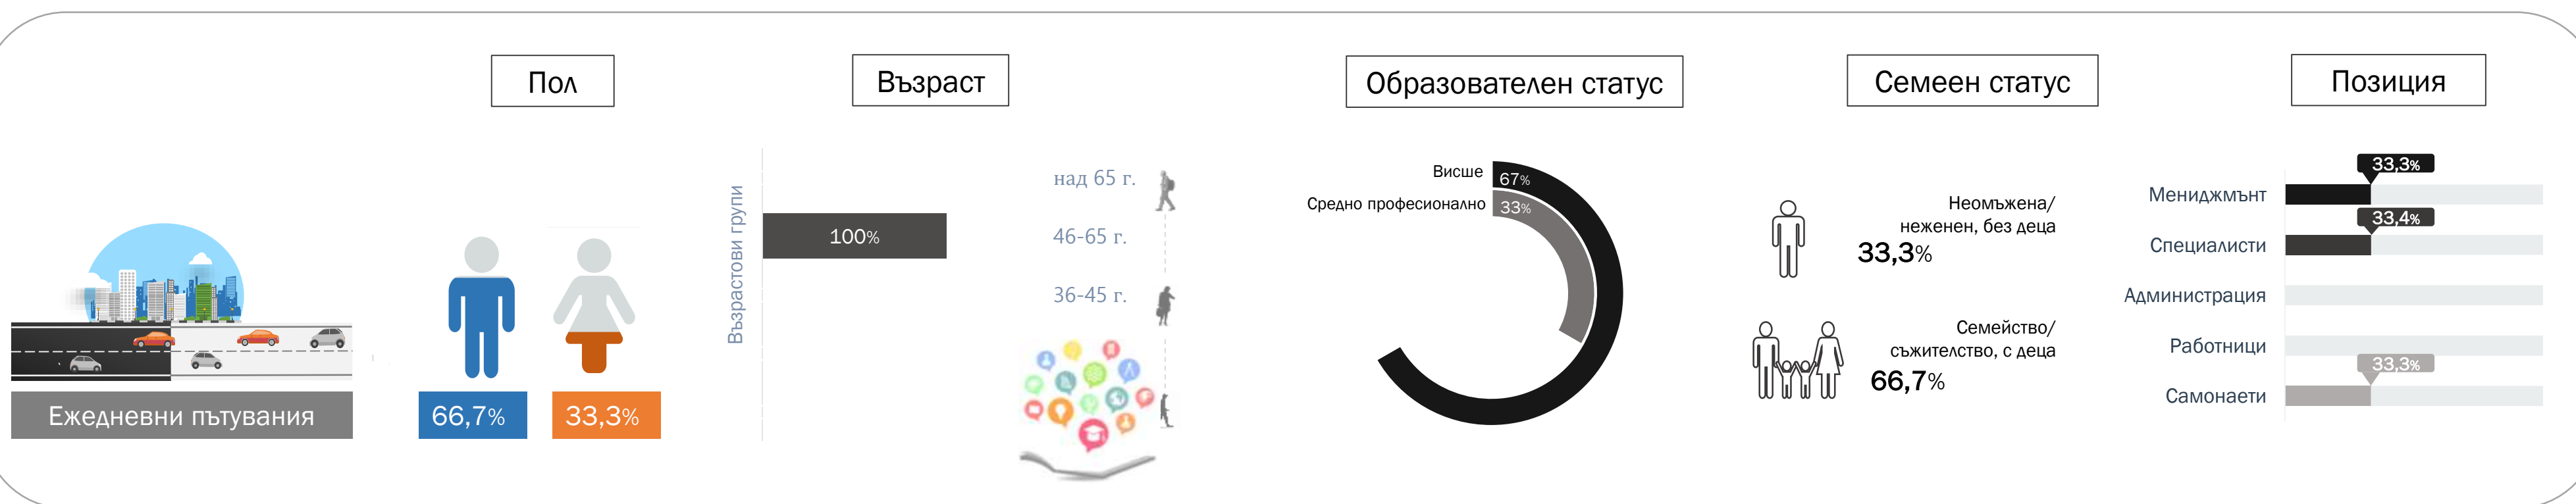 Пол
Възраст
Образователен статус
Семеен статус
Позиция
Ежедневни пътувания
66,7%
33,3%
Възрастови групи
100%
над 65 г.
46-65 г.
36-45 г.
Висше
67%
Средно професионално
33%
Неомъжена/
неженен, без деца
33,3%
Семейство/
съжителство, с деца
66,7%
33,3%
Мениджмънт
33,4%
Специалисти
Администрация
Работници
33,3%
Самонаети